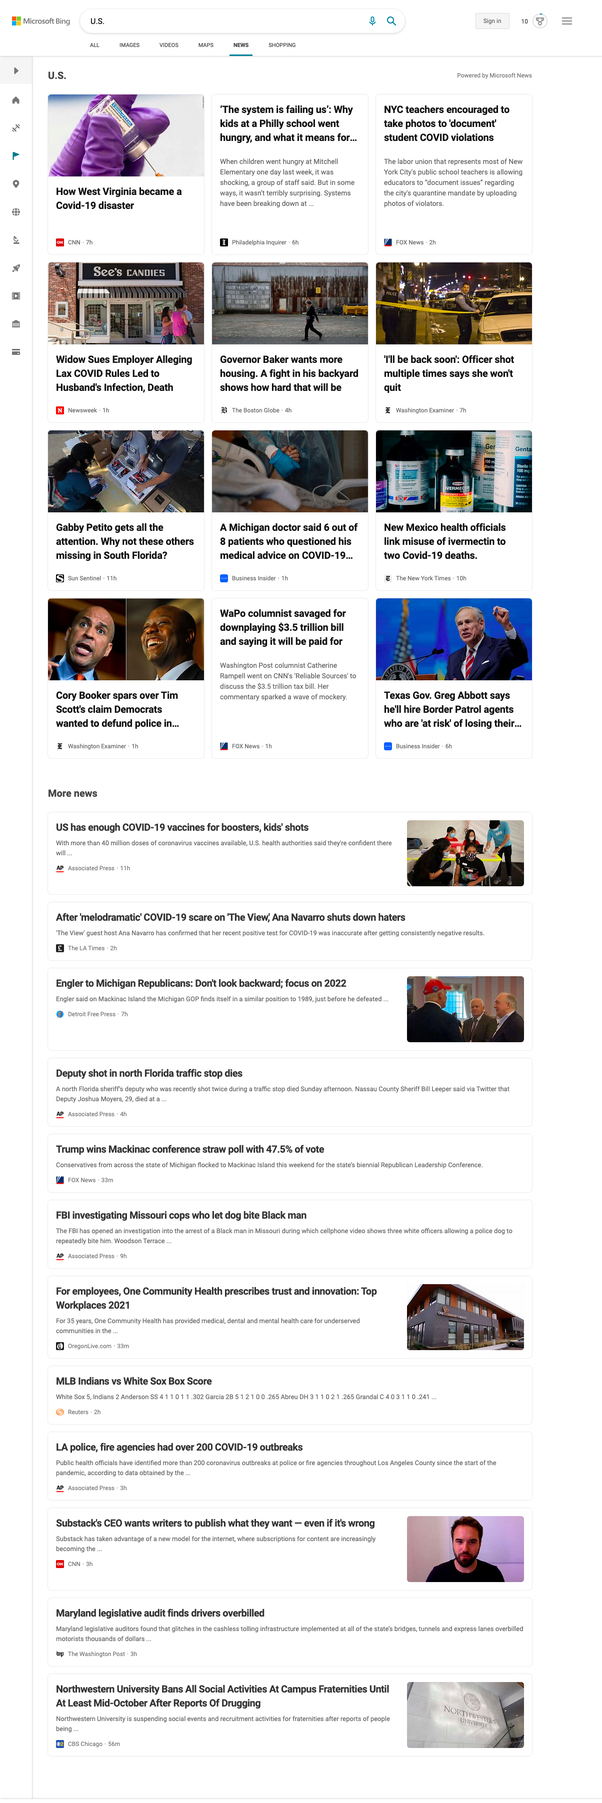 Microsoft Bing
U.S.
Sign in
10
ALL
IMAGES
VIDEOS
MAPS
NEWS
SHOPPING
U.S.
Powered by Microsoft News
How West Virginia became a
Covid-19 disaster
CNN · 7h
'The system is failing us': Why
kids at a Philly school went
hungry, and what it means for...
When children went hungry at Mitchell
Elementary one day last week, it was
shocking, a group of staff said. But in some
ways, it wasn't terribly surprising. Systems
have been breaking down at ...
Philadelphia Inquirer · 6h
NYC teachers encouraged to
take photos to 'document'
student COVID violations
The labor union that represents most of New
York City's public school teachers is allowing
educators to "document issues" regarding
the city's quarantine mandate by uploading
photos of violators.
FOX News · 2h
See's CANDIES
Widow Sues Employer Alleging
Lax COVID Rules Led to
Husband's Infection, Death
Newsweek · 1h
Governor Baker wants more
housing. A fight in his backyard
shows how hard that will be
The Boston Globe · 4h
'I'll be back soon': Officer shot
multiple times says she won't
quit
Washington Examiner · 7h
Gabby Petito gets all the
attention. Why not these others
missing in South Florida?
Sun Sentinel · 11h
A Michigan doctor said 6 out of
8 patients who questioned his
medical advice on COVID-19...
Business Insider · 1h
New Mexico health officials
link misuse of ivermectin to
two Covid-19 deaths.
The New York Times · 10h
Cory Booker spars over Tim
Scott's claim Democrats
wanted to defund police in...
Washington Examiner · 1h
WaPo columnist savaged for
downplaying $3.5 trillion bill
and saying it will be paid for
Washington Post columnist Catherine
Rampell went on CNN's 'Reliable Sources' to
discuss the $3.5 trillion tax bill. Her
commentary sparked a wave of mockery.
FOX News · 1h
Texas Gov. Greg Abbott says
he'll hire Border Patrol agents
who are 'at risk' of losing their...
Business Insider · 6h
More news
US has enough COVID-19 vaccines for boosters, kids' shots
With more than 40 million doses of coronavirus vaccines available, U.S. health authorities said they're confident there
will ...
AP Associated Press · 11h
After 'melodramatic' COVID-19 scare on 'The View,' Ana Navarro shuts down haters
'The View' guest host Ana Navarro has confirmed that her recent positive test for COVID-19 was inaccurate after getting consistently negative results.
The LA Times · 2h
Engler to Michigan Republicans: Don't look backward; focus on 2022
Engler said on Mackinac Island the Michigan GOP finds itself in a similar position to 1989, just before he defeated ...
Detroit Free Press · 7h
Deputy shot in north Florida traffic stop dies
A north Florida sheriff's deputy who was recently shot twice during a traffic stop died Sunday afternoon. Nassau County Sheriff Bill Leeper said via Twitter that
Deputy Joshua Moyers, 29, died at a ...
AP Associated Press · 4h
Trump wins Mackinac conference straw poll with 47.5% of vote
Conservatives from across the state of Michigan flocked to Mackinac Island this weekend for the state's biennial Republican Leadership Conference.
FOX News · 33m
FBI investigating Missouri cops who let dog bite Black man
The FBI has opened an investigation into the arrest of a Black man in Missouri during which cellphone video shows three white officers allowing a police dog to
repeatedly bite him. Woodson Terrace ...
AP Associated Press · 9h
For employees, One Community Health prescribes trust and innovation: Top
Workplaces 2021
For 35 years, One Community Health has provided medical, dental and mental health care for underserved
communities in the ...
OregonLive.com · 33m
MLB Indians vs White Sox Box Score
White Sox 5, Indians 2 Anderson SS 4 1 1 0 1 1 .302 Garcia 2B 5 1 2 1 0 0 .265 Abreu DH 3 1 1 0 2 1 .265 Grandal C 4 0 3 1 1 0 .241 ...
Reuters · 2h
LA police, fire agencies had over 200 COVID-19 outbreaks
Public health officials have identified more than 200 coronavirus outbreaks at police or fire agencies throughout Los Angeles County since the start of the
pandemic, according to data obtained by the ...
AP Associated Press · 3h
Substack's CEO wants writers to publish what they want — even if it's wrong
Substack has taken advantage of a new model for the internet, where subscriptions for content are increasingly
becoming the ...
CNN · 3h
Maryland legislative audit finds drivers overbilled
Maryland legislative auditors found that glitches in the cashless tolling infrastructure implemented at all of the state's bridges, tunnels and express lanes overbilled
motorists thousands of dollars ...
wp The Washington Post · 3h
Northwestern University Bans All Social Activities At Campus Fraternities Until
At Least Mid-October After Reports Of Drugging
Northwestern University is suspending social events and recruitment activities for fraternities after reports of people
being ...
CBS Chicago · 56m
NORTHWESTERN
UNIVERSITY